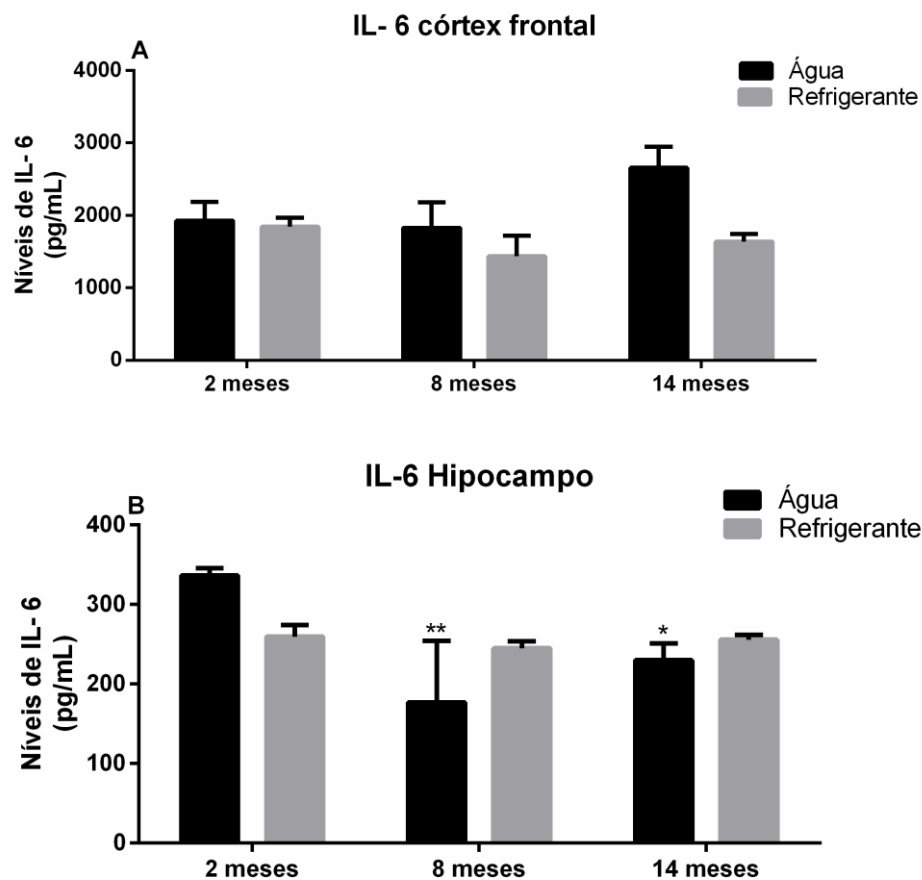 IL- 6 córtex frontal
A
Água
Refrigerante
Níveis de IL- 6
(pg/mL)
4000
3000
2000
1000
0
2 meses
8 meses
14 meses
IL-6 Hipocampo
B
Água
Refrigerante
Níveis de IL- 6
(pg/mL)
400
300
200
100
0
**
*
2 meses
8 meses
14 meses